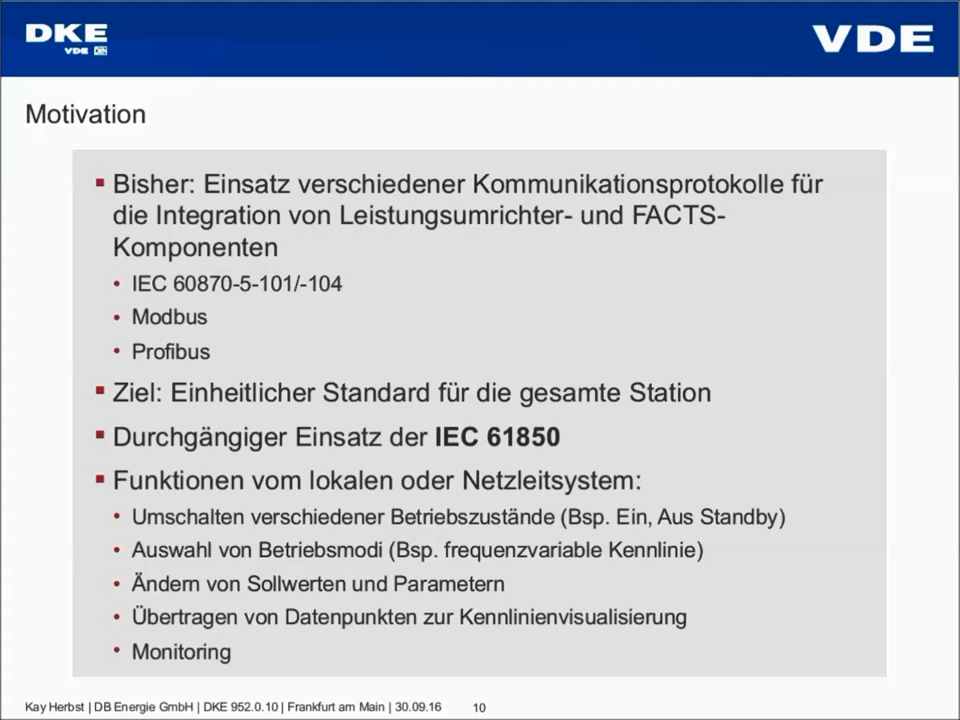 DKE
VDE DIN
VDE
Motivation
▪ Bisher: Einsatz verschiedener Kommunikationsprotokolle für
die Integration von Leistungsumrichter- und FACTS-
Komponenten
• IEC 60870-5-101/-104
• Modbus
• Profibus
▪ Ziel: Einheitlicher Standard für die gesamte Station
▪ Durchgängiger Einsatz der IEC 61850
▪ Funktionen vom lokalen oder Netzleitsystem:
• Umschalten verschiedener Betriebszustände (Bsp. Ein, Aus Standby)
• Auswahl von Betriebsmodi (Bsp. frequenzvariable Kennlinie)
• Ändern von Sollwerten und Parametern
• Übertragen von Datenpunkten zur Kennlinienvisualisierung
• Monitoring
Kay Herbst | DB Energie GmbH | DKE 952.0.10 | Frankfurt am Main | 30.09.16 10